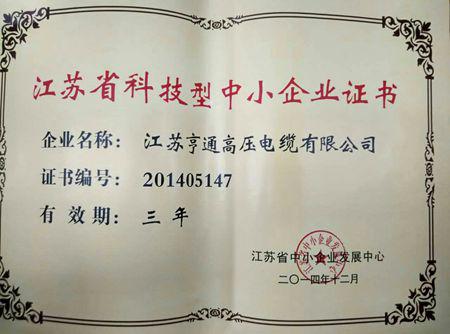 江苏省科技型中小企业证书
企业名称：江苏亨通高压电缆有限公司
证书编号：201405147
有效期：三年
江苏省中小企业发展中心
二〇一四年十二月